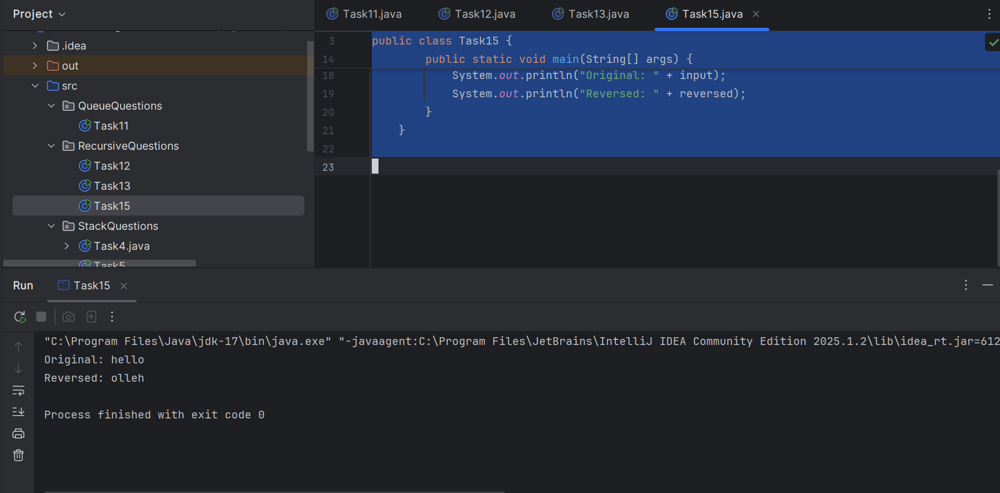 Project
Task11.java Task12.java Task13.java Task15.java
.idea
out
src
QueueQuestions
Task11
RecursiveQuestions
Task12
Task13
Task15
StackQuestions
Task4.java
Task5
3 public class Task15 {
14 public static void main(String[] args) {
18 System.out.println("Original: " + input);
19 System.out.println("Reversed: " + reversed);
20 }
21 }
22
23
Run Task15
"C:\Program Files\Java\jdk-17\bin\java.exe" "-javaagent:C:\Program Files\JetBrains\IntelliJ IDEA Community Edition 2025.1.2\lib\idea_rt.jar=612
Original: hello
Reversed: olleh
Process finished with exit code 0